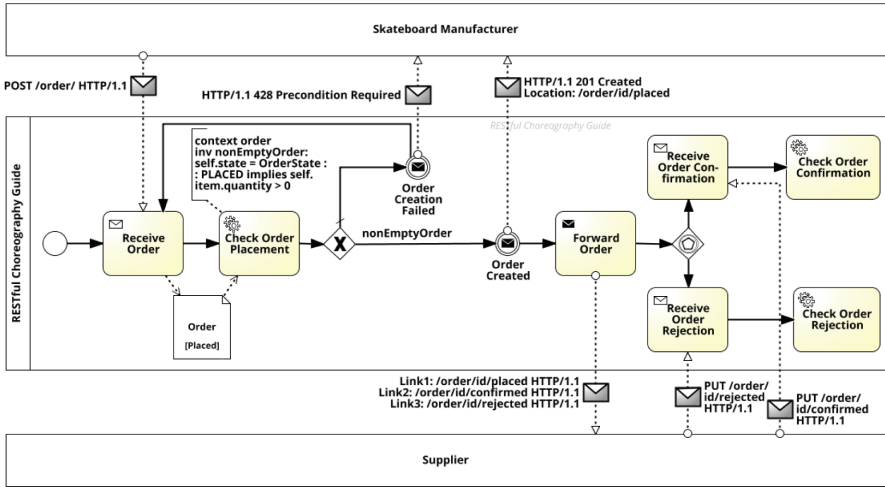 Skateboard Manufacturer
POST /order/ HTTP/1.1
HTTP/1.1 428 Precondition Required
HTTP/1.1 201 Created
Location: /order/id/placed
RESTful Choreography Guide
RESTful Choreography Guide
context order
inv nonEmptyOrder:
self.state = OrderState :
: PLACED implies self.
item.quantity > 0
Order
Creation
Failed
Receive
Order
Check Order
Placement
X
nonEmptyOrder
Order
Created
Forward
Order
Receive
Order Con-
firmation
Check Order
Confirmation
Receive
Order
Rejection
Check Order
Rejection
Order
[Placed]
Link1: /order/id/placed HTTP/1.1
Link2: /order/id/confirmed HTTP/1.1
Link3: /order/id/rejected HTTP/1.1
PUT /order/
id/rejected
HTTP/1.1
PUT /order/
id/confirmed
HTTP/1.1
Supplier